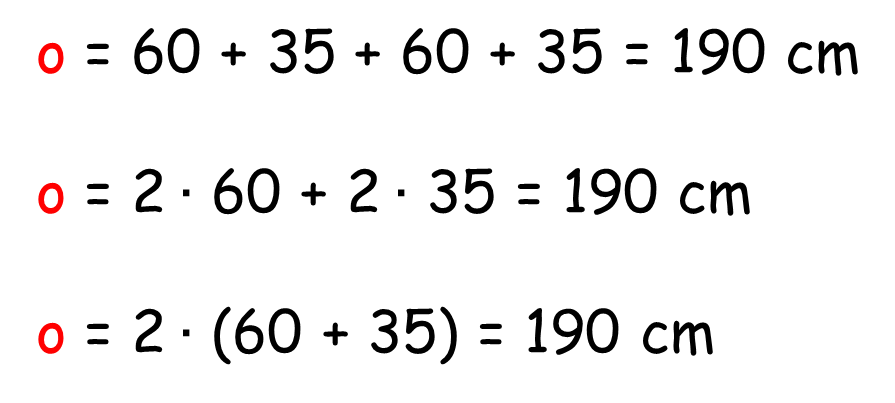 o = 60 + 35 + 60 + 35 = 190 cm
o = 2 · 60 + 2 · 35 = 190 cm
o = 2 · (60 + 35) = 190 cm